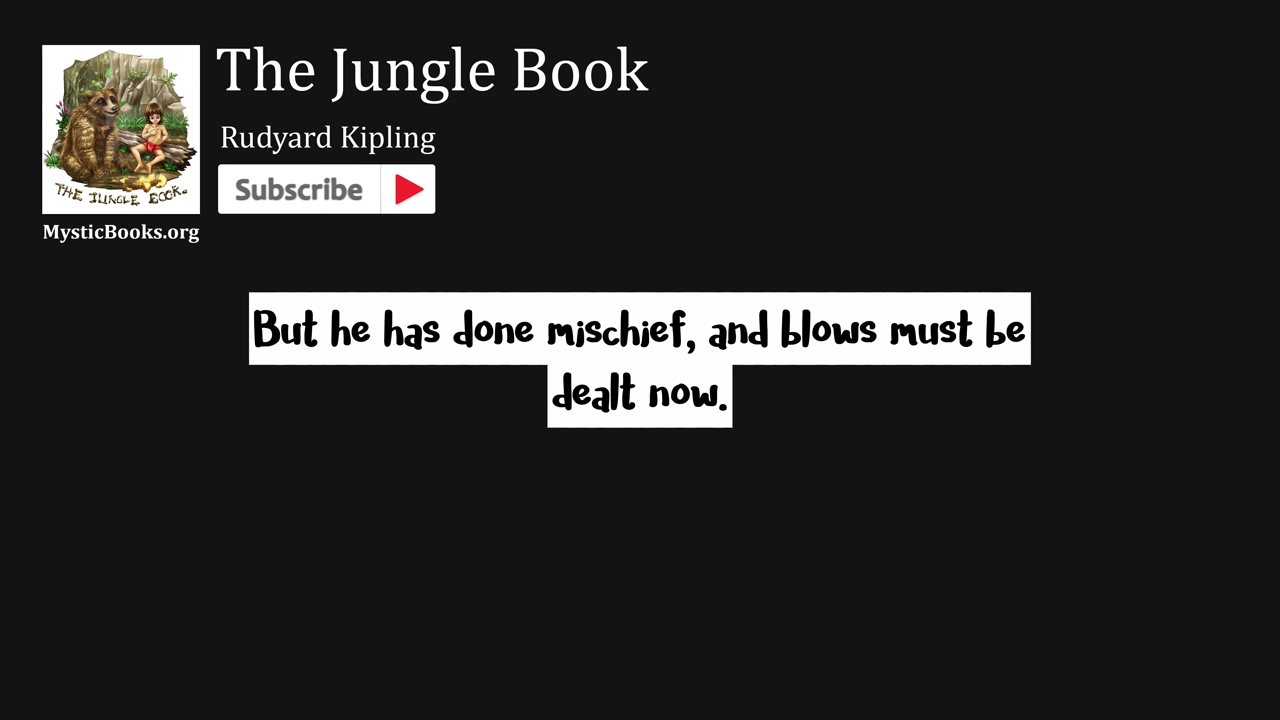 The Jungle Book
Rudyard Kipling
Subscribe
THE JUNGLE BOOK.
MysticBooks.org
But he has done mischief, and blows must be
dealt now.